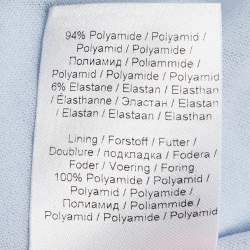 94% Polyamide / Polyamid /
Polyamid / Polyamide /
Полиамид / Poliammide /
Polyamid / Polyamide / Polyamid
6% Elastane / Elastan / Elasthan
/ Élasthanne / Эластан / Elastan
/ Elastan / Elastaan / Elastan
Lining / Forstoff / Futter /
Doublure / подкладка / Fodera /
Foder / Voering / Foring
100% Polyamide / Polyamid /
Polyamid / Polyamide /
Полиамид / Poliammide /
Polyamid / Polyamide / Polyamid